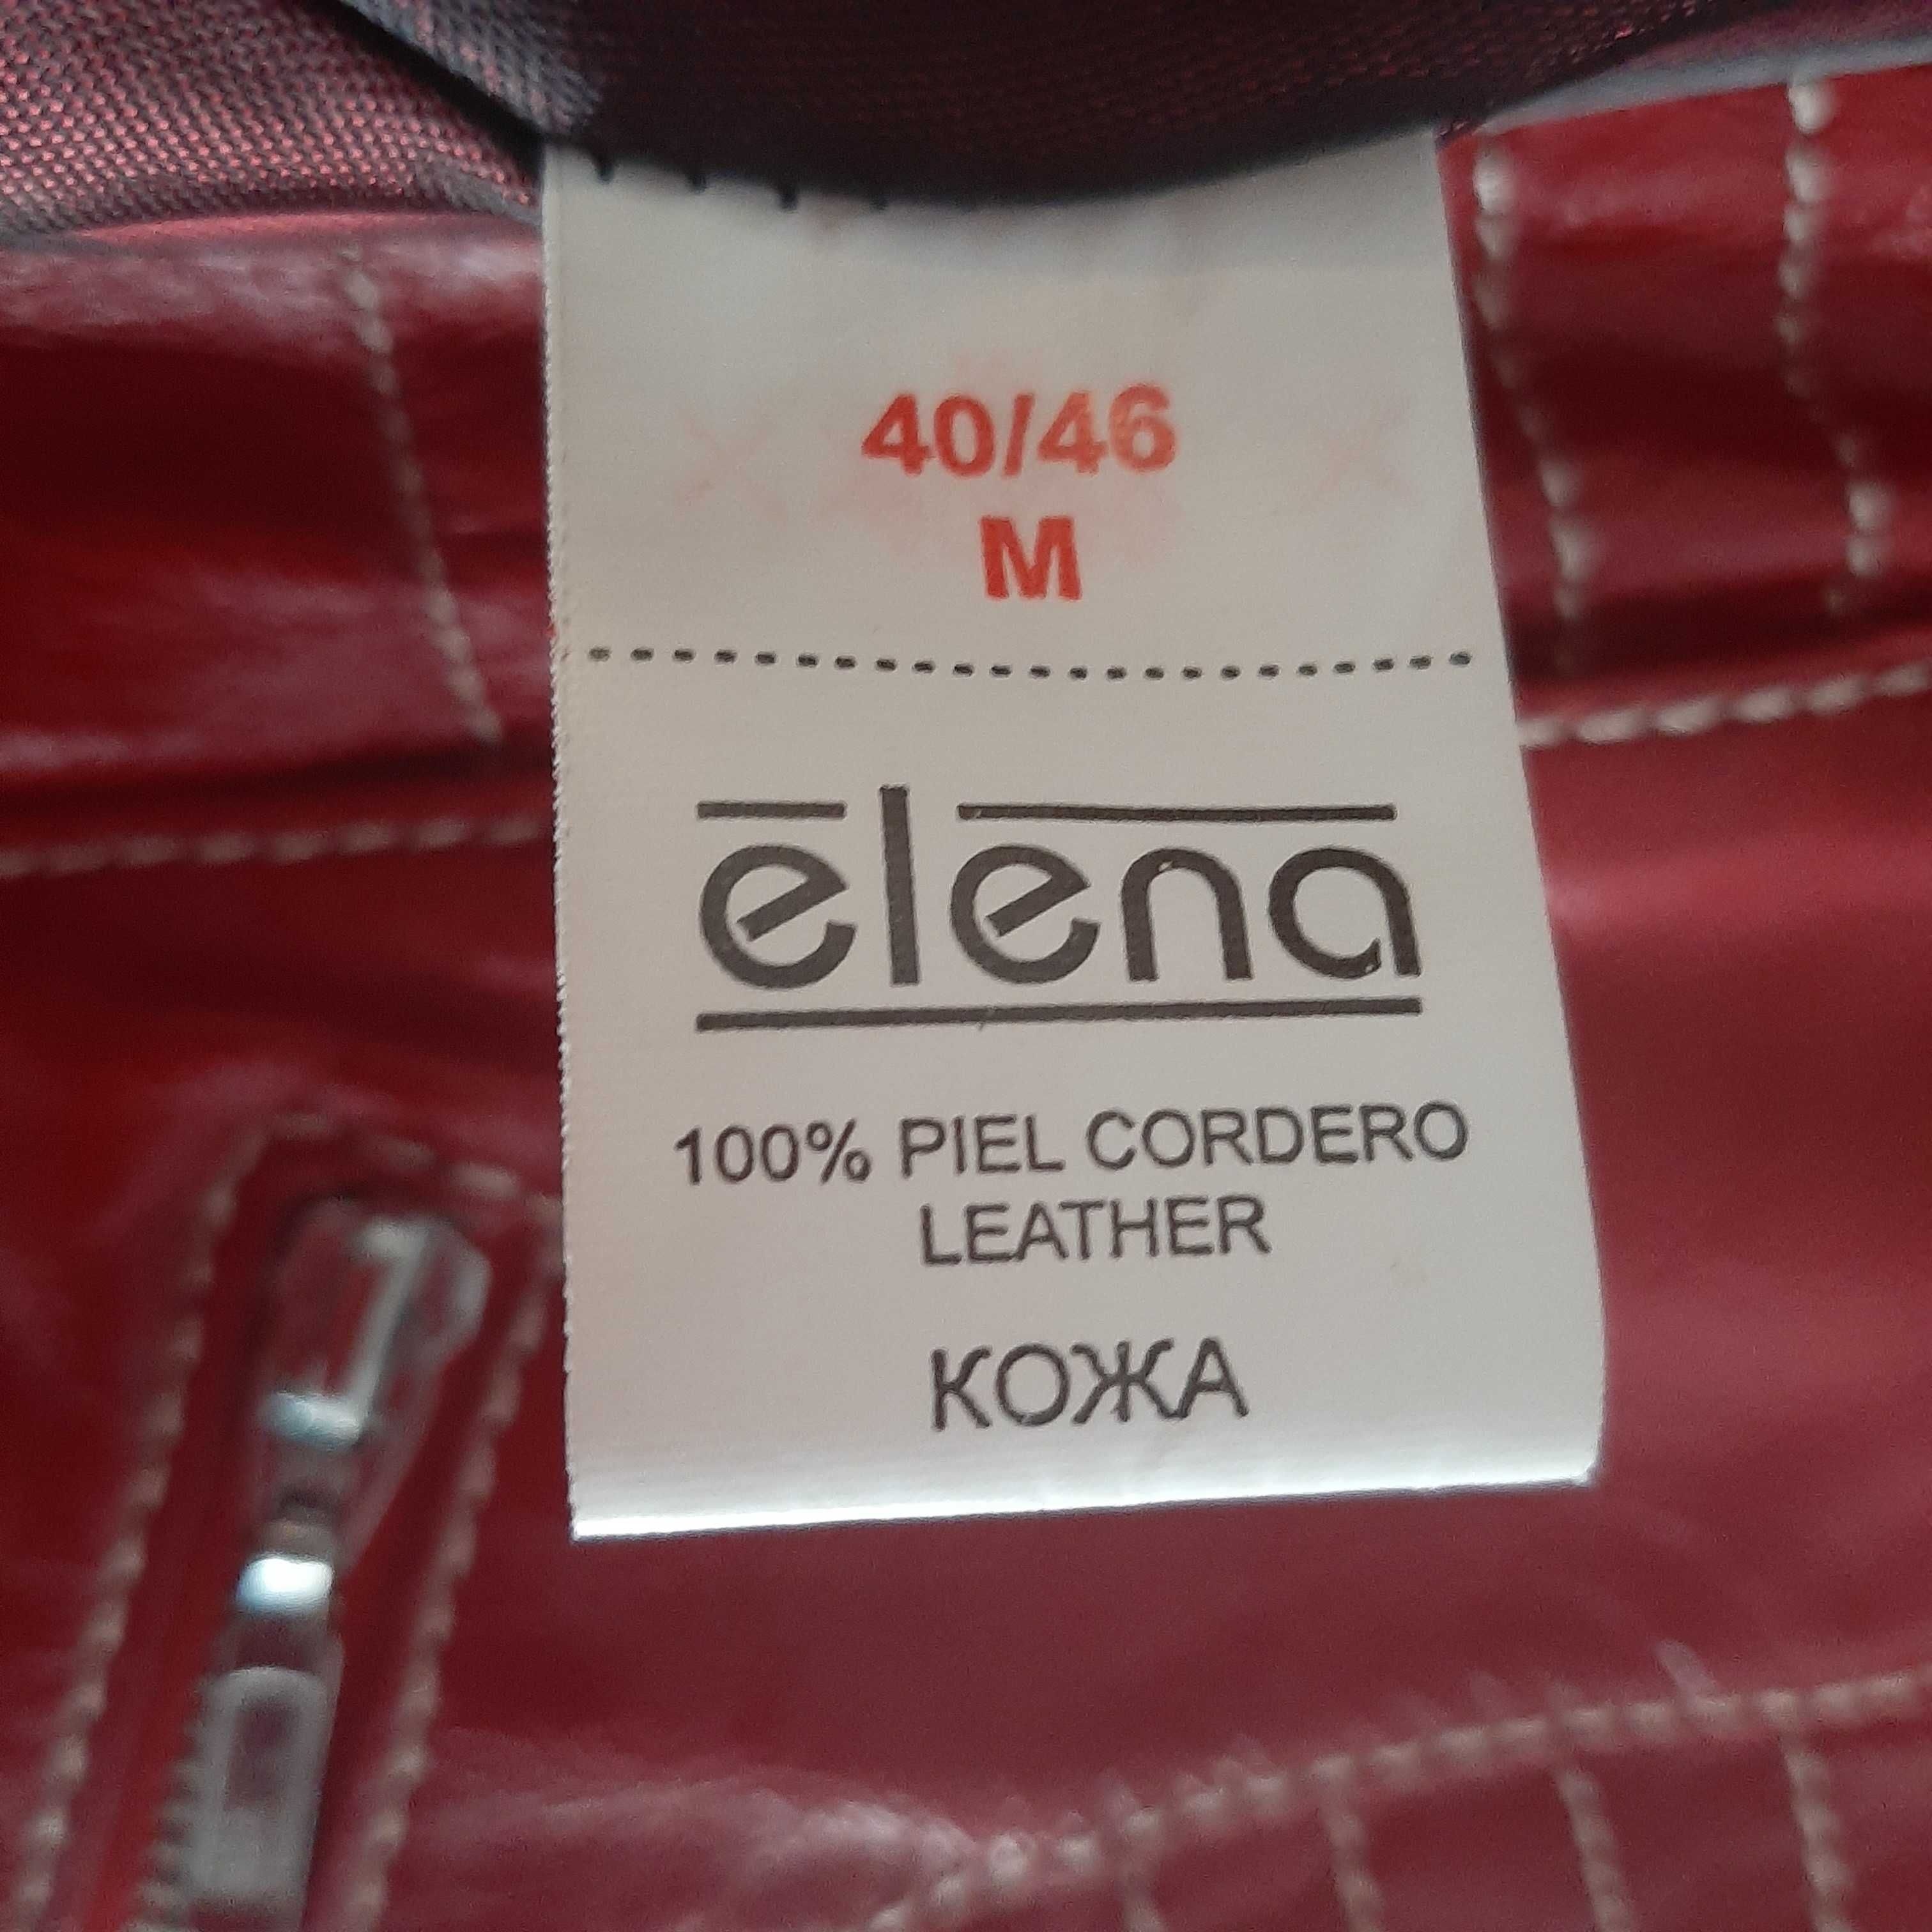 40/46
M
elena
100% PIEL CORDERO
LEATHER
КОЖА